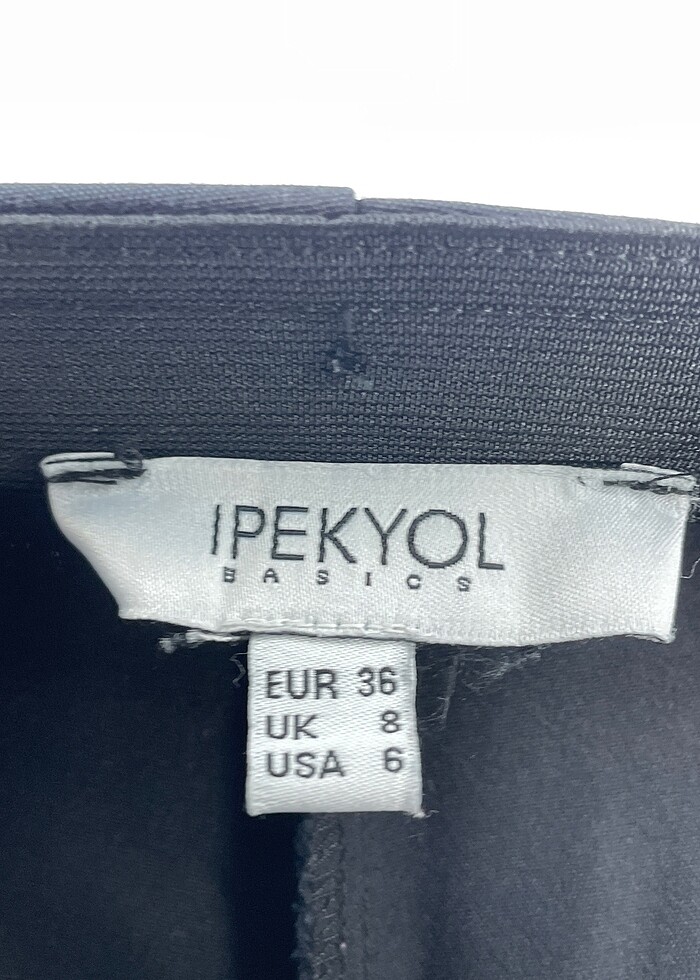 IPEKYOL
BASICS
EUR 36
UK 8
USA 6